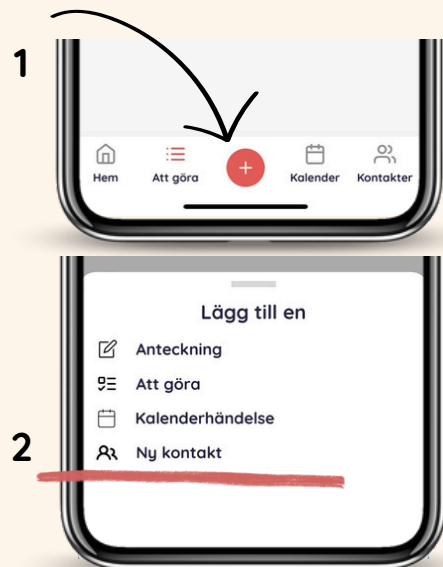 1
Hem Att göra Kalender Kontakter
Lägg till en
Anteckning
Att göra
Kalenderhändelse
2
Ny kontakt